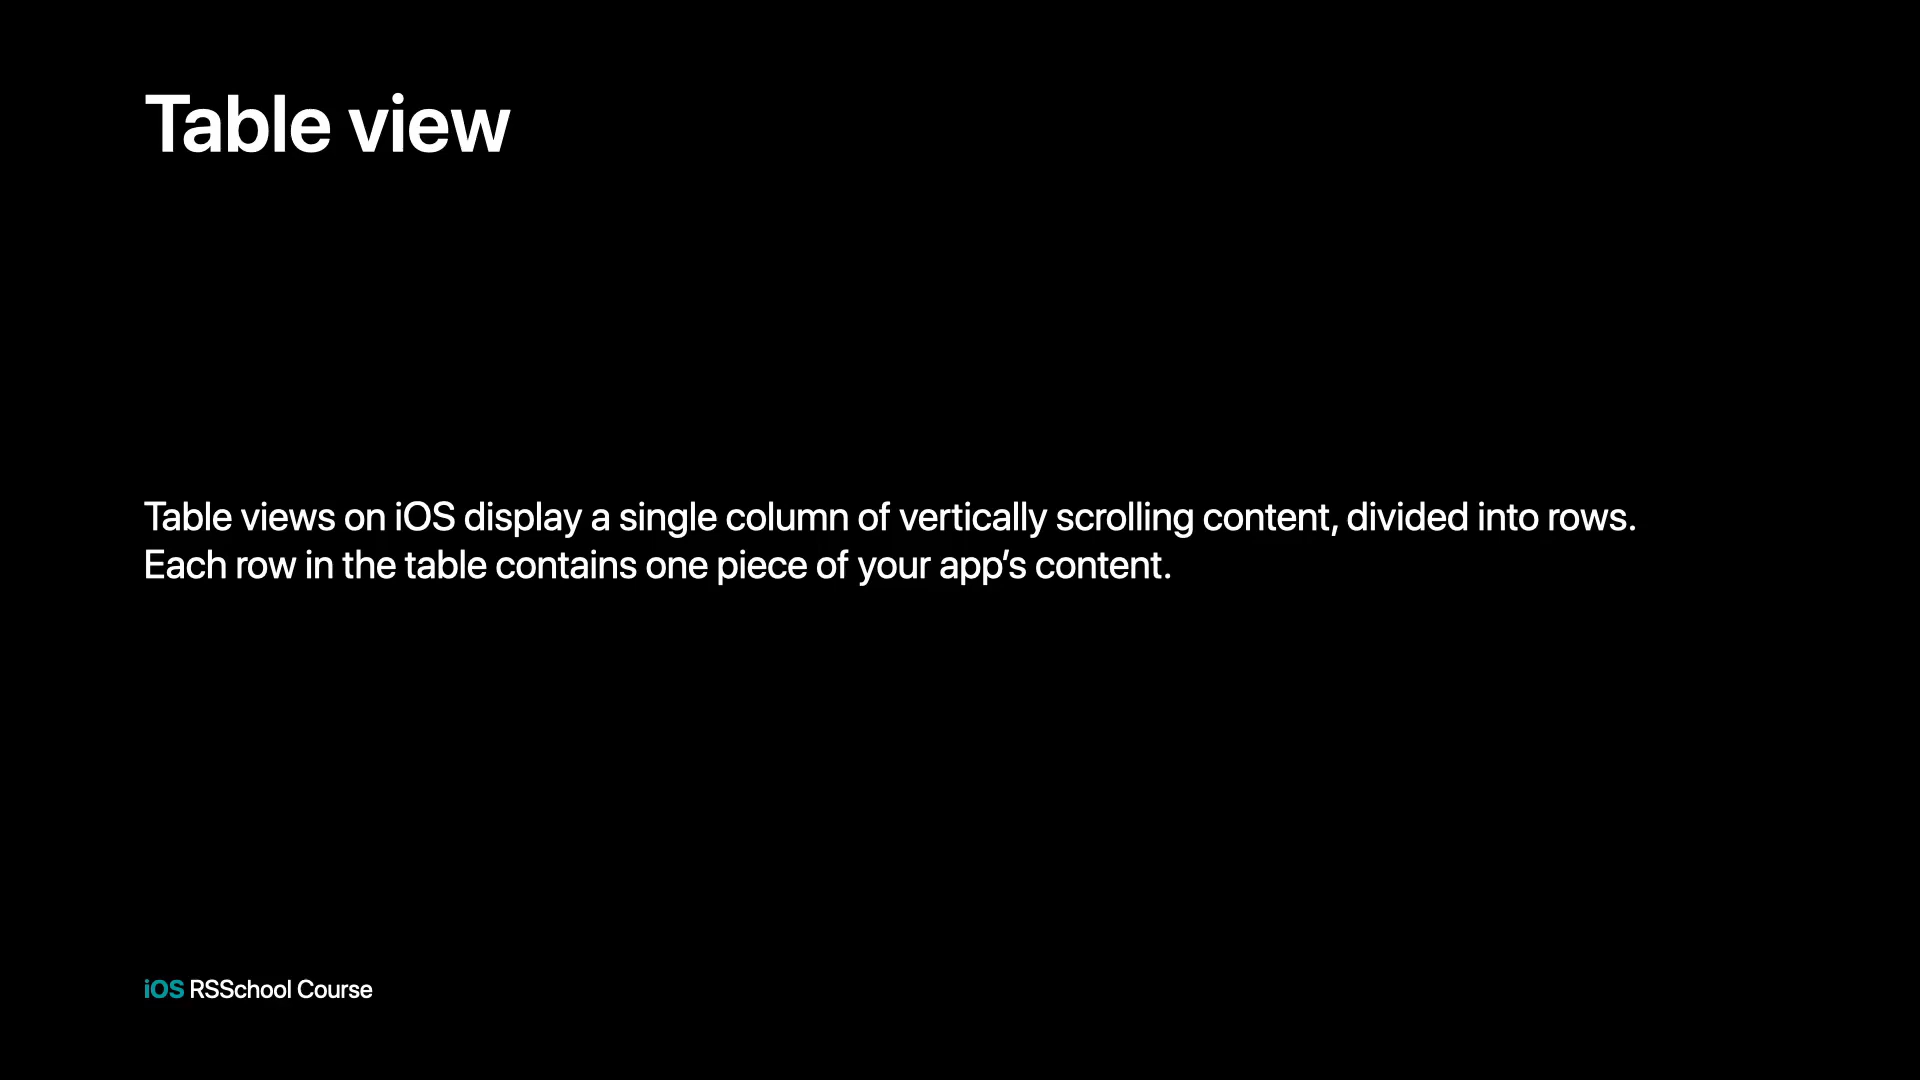 Table view
Table views on iOS display a single column of vertically scrolling content, divided into rows.
Each row in the table contains one piece of your app’s content.
iOS RSSchool Course